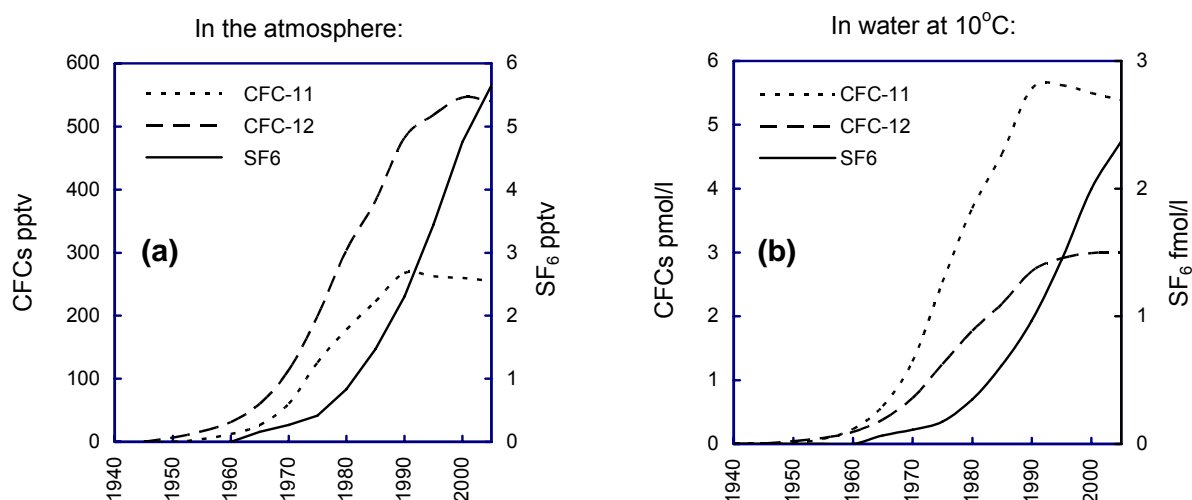 In the atmosphere:
600
500
400
300
200
100
0
CFCs pptv
CFC-11
CFC-12
SF6
(a)
6
5
4
3
2
1
0
SF6 pptv
1940
1950
1960
1970
1980
1990
2000
In water at 10°C:
6
5
4
3
2
1
0
CFCs pmol/l
CFC-11
CFC-12
SF6
(b)
3
2
1
0
SF6 fmol/l
1940
1950
1960
1970
1980
1990
2000